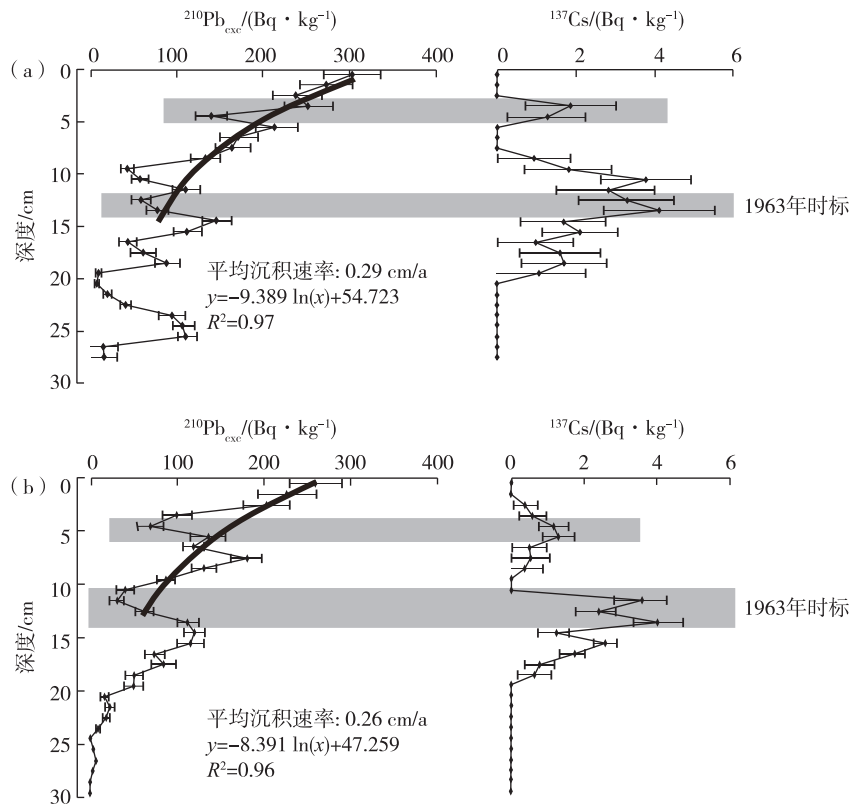 ²¹⁰Pbₑₓc/(Bq・kg⁻¹) ¹³⁷Cs/(Bq・kg⁻¹)
0 100 200 300 400 0 2 4 6
（a）
0
5
10
15
20
25
30
深度/cm
1963年时标
平均沉积速率: 0.29 cm/a
y=−9.389 ln(x)+54.723
R²=0.97
²¹⁰Pbₑₓc/(Bq・kg⁻¹) ¹³⁷Cs/(Bq・kg⁻¹)
0 100 200 300 400 0 2 4 6
（b）
0
5
10
15
20
25
30
深度/cm
1963年时标
平均沉积速率: 0.26 cm/a
y=−8.391 ln(x)+47.259
R²=0.96